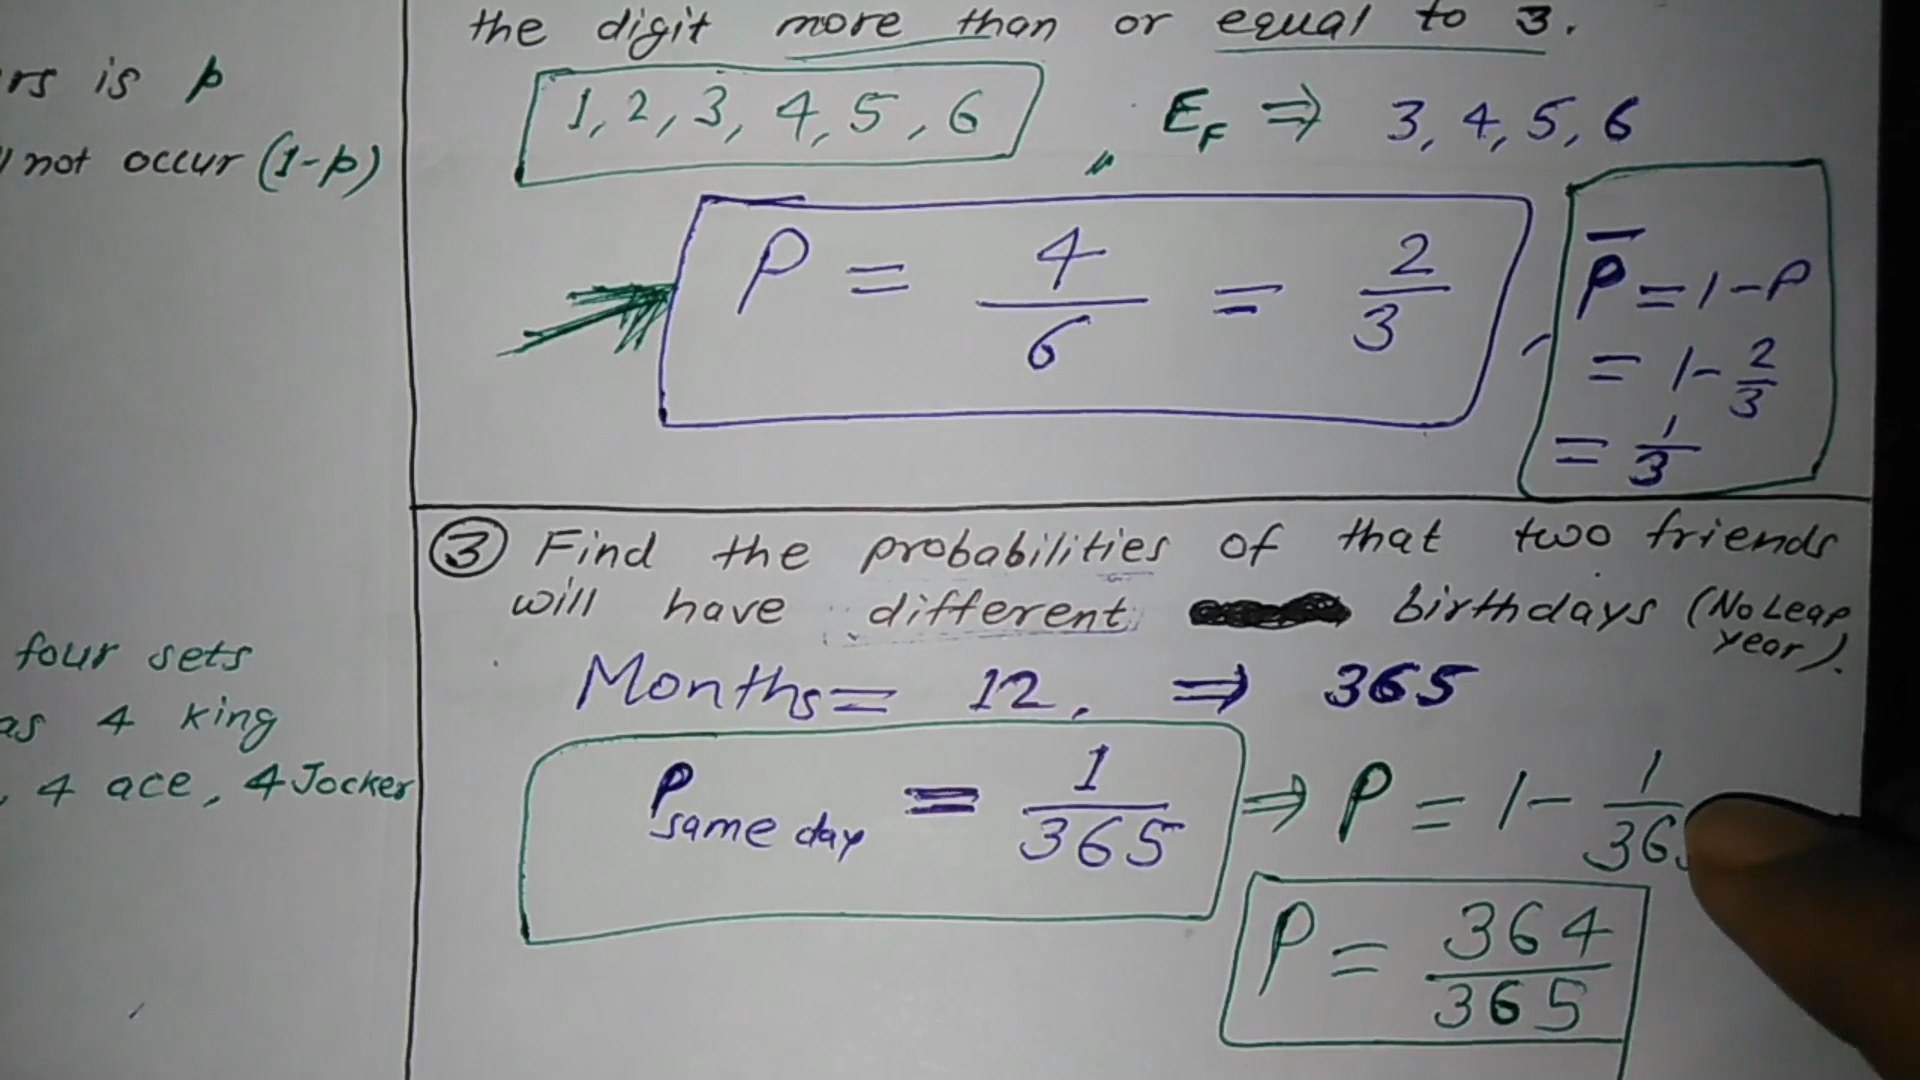 rs is p
not occur (1-p)
four sets
as 4 king
, 4 ace, 4 Jocker
the digit more than or equal to 3.
1, 2, 3, 4, 5, 6 , E_F ⇒ 3, 4, 5, 6
P = 4/6 = 2/3
P̅ = 1-P
= 1 - 2/3
= 1/3
③ Find the probabilities of that two friends
will have different birthdays (No Leap
year).
Months = 12, ⇒ 365
P same day = 1/365 ⇒ P = 1 - 1/365
P = 364/365